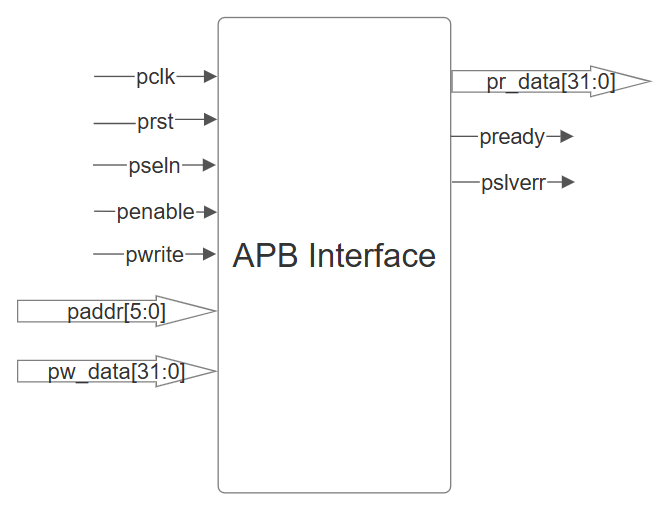 pclk
prst
pseln
penable
pwrite
paddr[5:0]
pw_data[31:0]
APB Interface
pr_data[31:0]
pready
pslverr